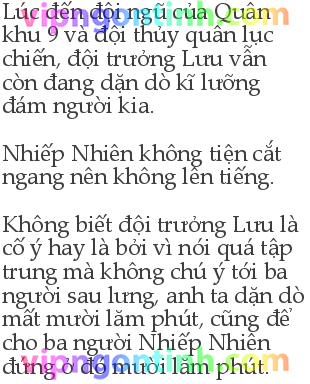 Lúc đến đội ngũ của Quân
khu 9 và đội thủy quân lục
chiến, đội trưởng Lưu vẫn
còn đang dặn dò kĩ lưỡng
đám người kia.
Nhiếp Nhiên không tiện cắt
ngang nên không lên tiếng.
Không biết đội trưởng Lưu là
cố ý hay là bởi vì nói quá tập
trung mà không chú ý tới ba
người sau lưng, anh ta dặn dò
mất mười lăm phút, cũng để
cho ba người Nhiếp Nhiên
đứng ở đó mười lăm phút.
vipngontinh.com
vipngontinh.com